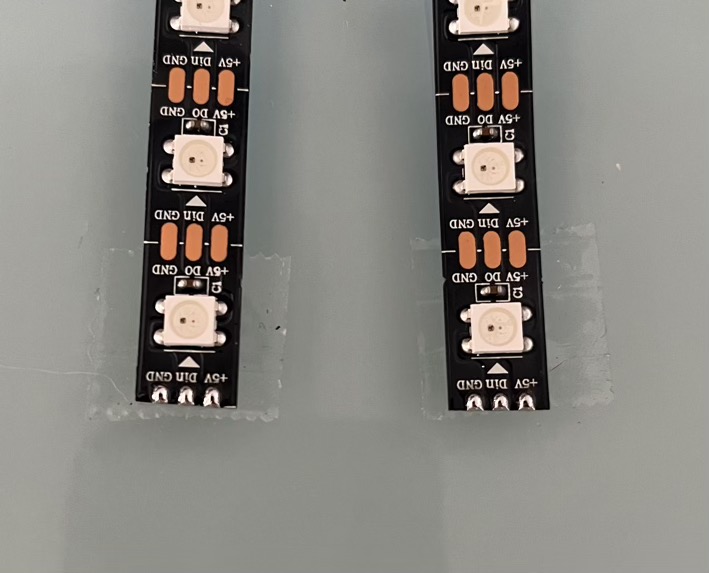 +5V Din GND
C1
+5V DO GND
+5V Din GND
C1
+5V DO GND
+5V Din GND
+5V Din GND
C1
+5V DO GND
+5V Din GND
C1
+5V DO GND
+5V Din GND